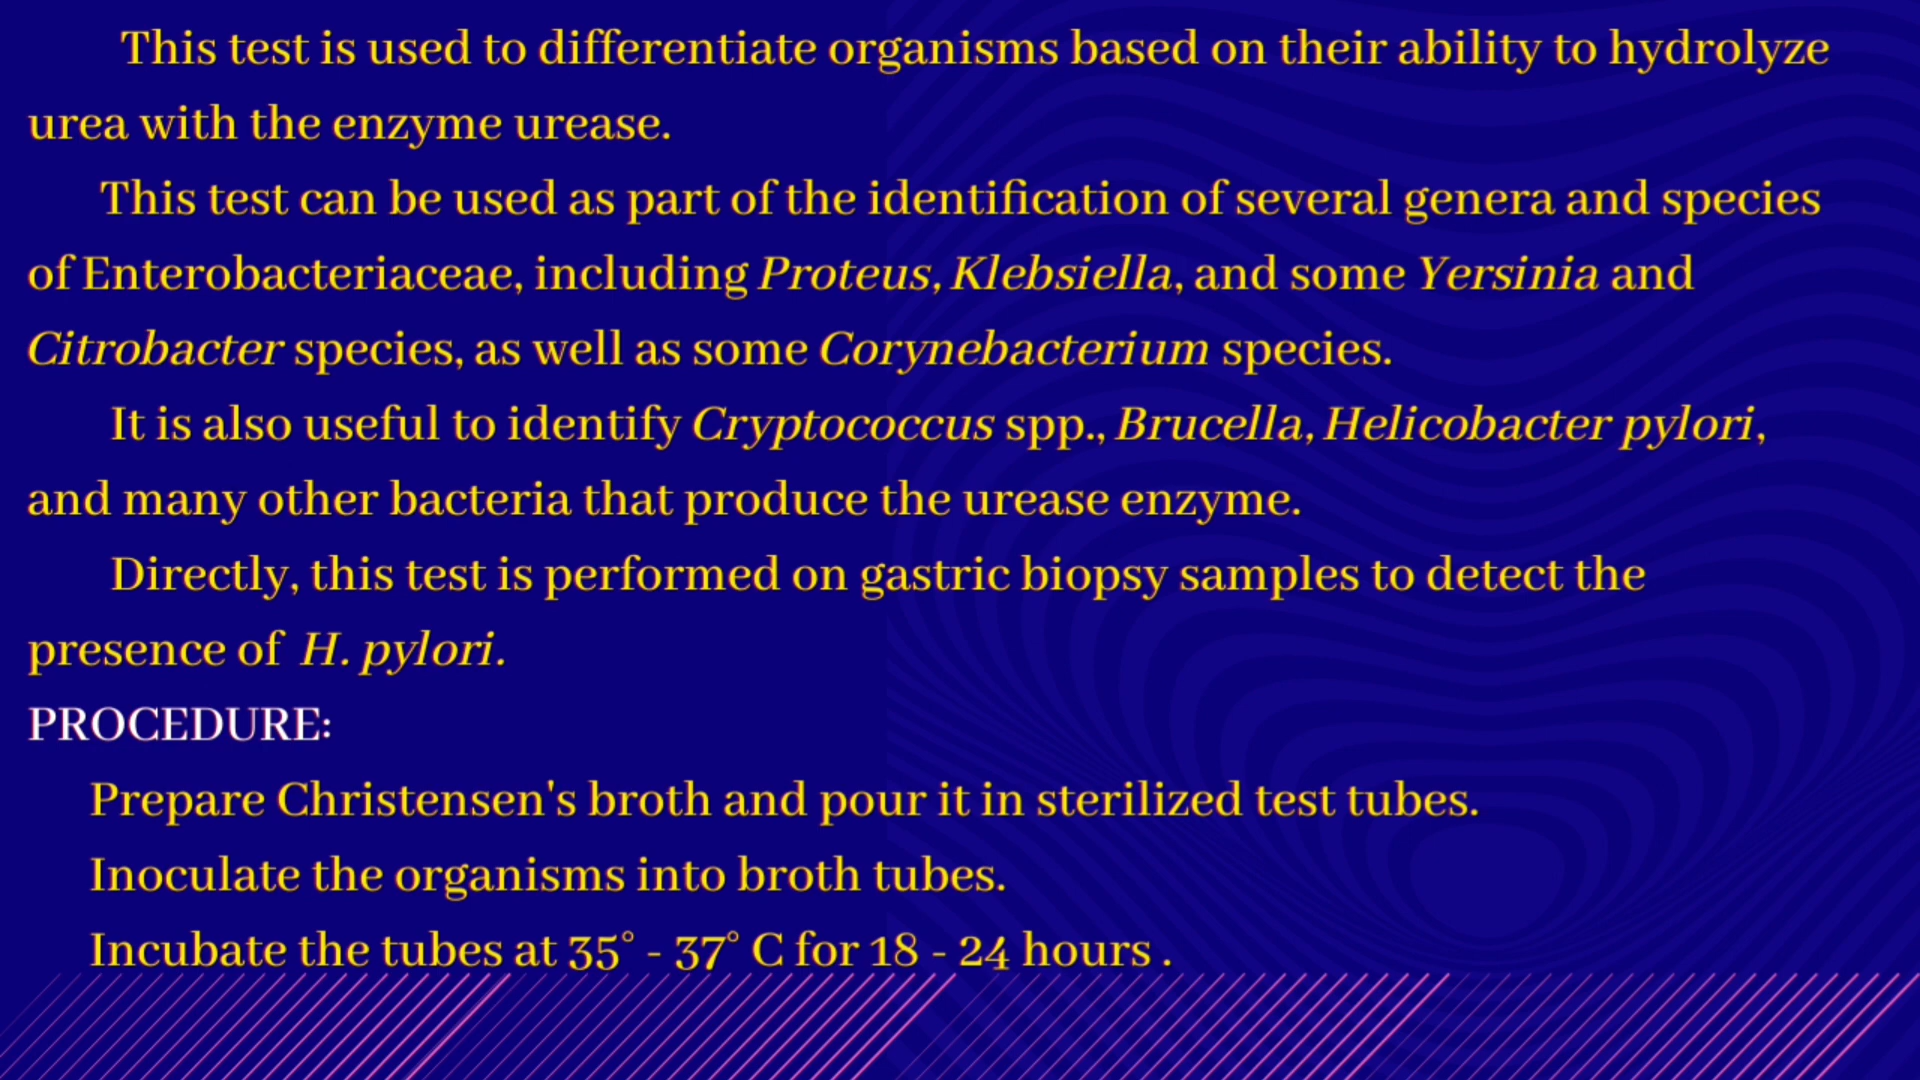 This test is used to differentiate organisms based on their ability to hydrolyze
urea with the enzyme urease.
This test can be used as part of the identification of several genera and species
of Enterobacteriaceae, including Proteus, Klebsiella, and some Yersinia and
Citrobacter species, as well as some Corynebacterium species.
It is also useful to identify Cryptococcus spp., Brucella, Helicobacter pylori,
and many other bacteria that produce the urease enzyme.
Directly, this test is performed on gastric biopsy samples to detect the
presence of H. pylori.
PROCEDURE:
Prepare Christensen's broth and pour it in sterilized test tubes.
Inoculate the organisms into broth tubes.
Incubate the tubes at 35° - 37° C for 18 - 24 hours .